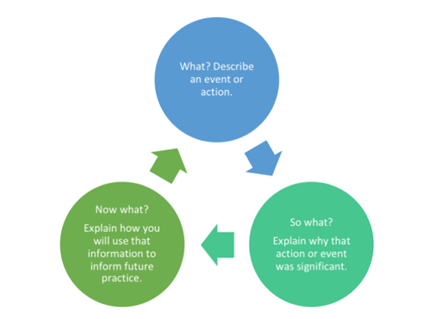 What? Describe
an event or
action.
So what?
Explain why that
action or event
was significant.
Now what?
Explain how you
will use that
information to
inform future
practice.